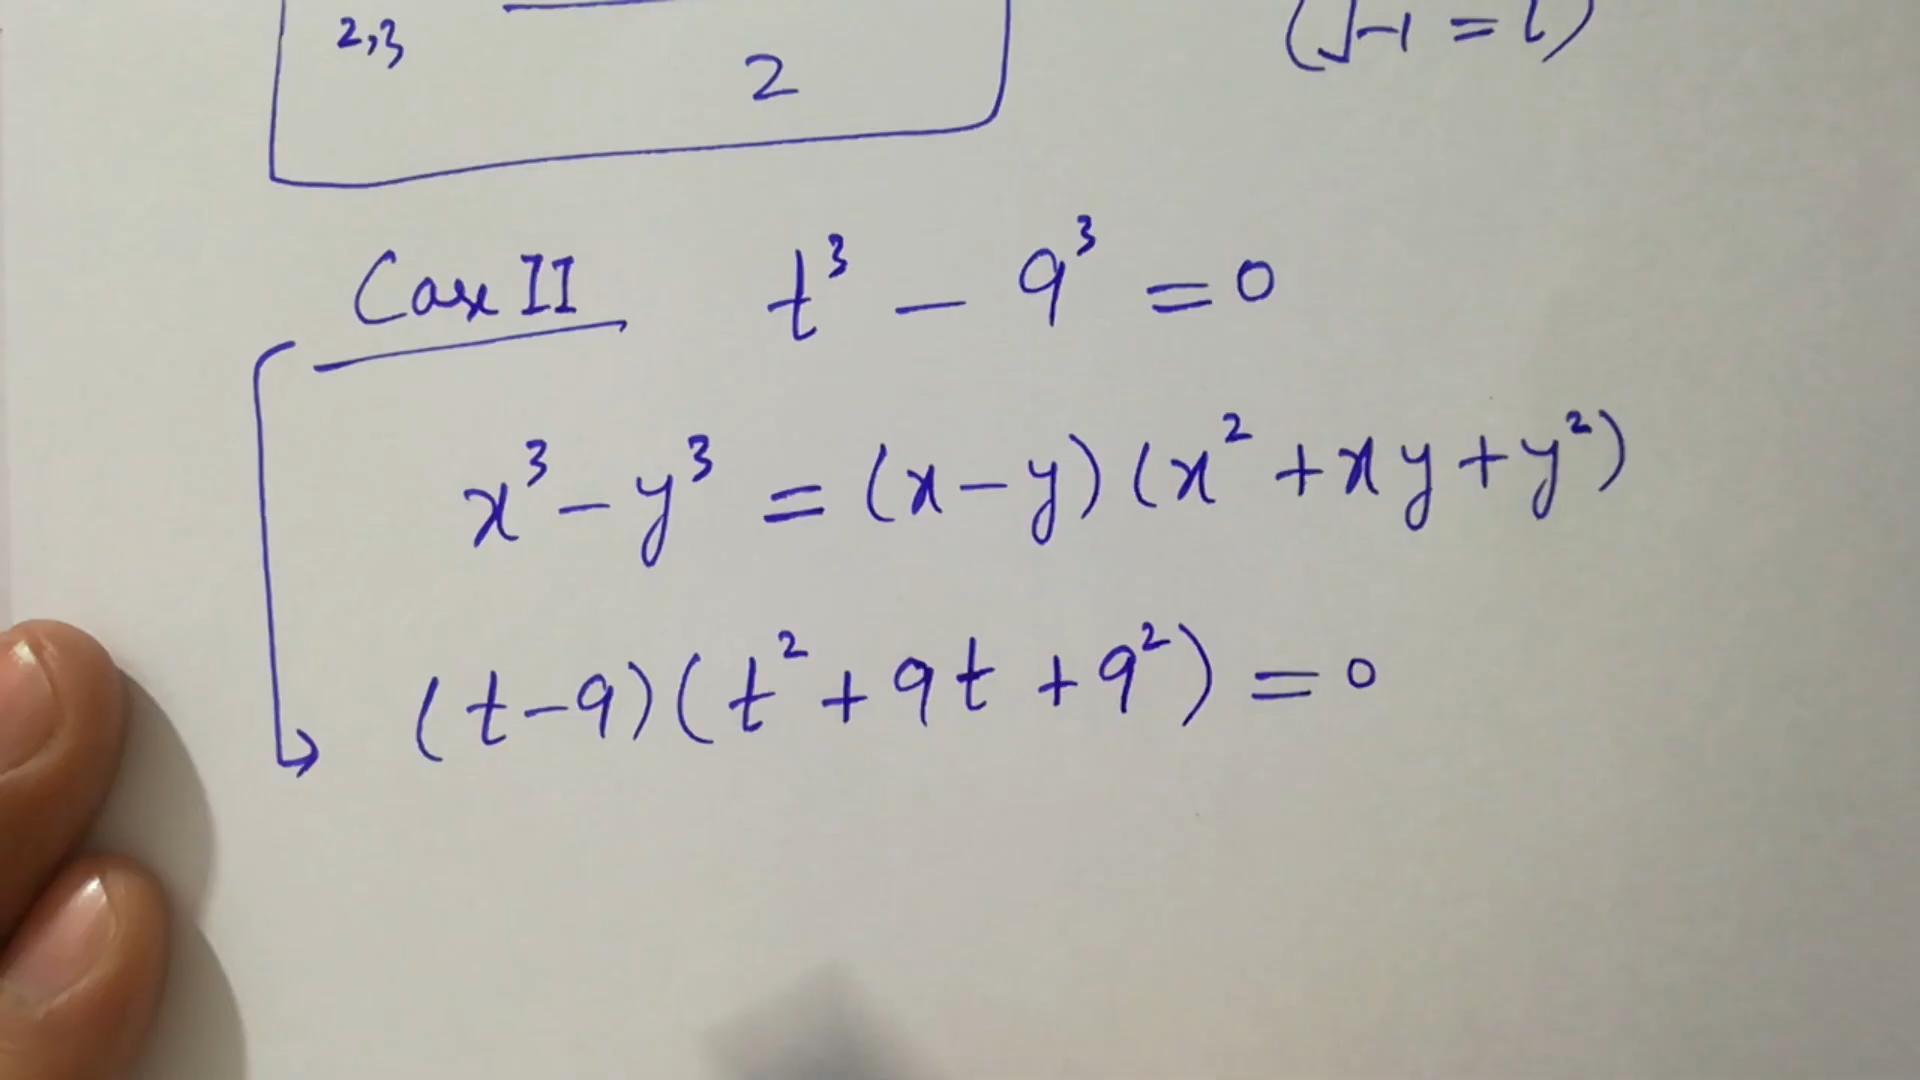 2,3
2
(√-1 = i)
Case II t³ - 9³ = 0
x³ - y³ = (x-y)(x² + xy + y²)
(t-9)(t² + 9t + 9²) = 0